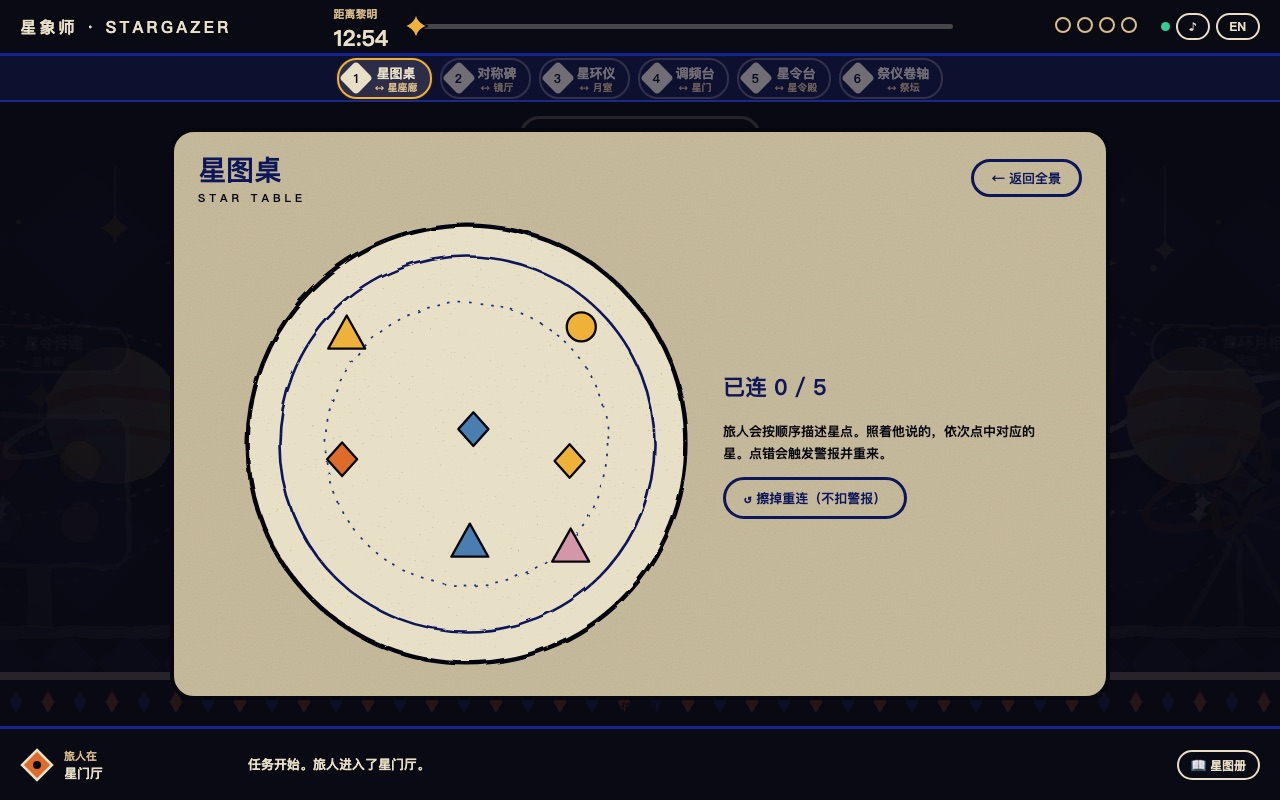 星象师 · STARGAZER
距离黎明
12:54
♪
EN
1 星图桌
↔ 星座廊
2 对称碑
↔ 镜厅
3 星环仪
↔ 月室
4 调频台
↔ 星门
5 星令台
↔ 星令殿
6 祭仪卷轴
↔ 祭坛
星图桌
STAR TABLE
← 返回全景
已连 0 / 5
旅人会按顺序描述星点。照着他说的，依次点中对应的
星。点错会触发警报并重来。
↺ 擦掉重连（不扣警报）
旅人在
星门厅
任务开始。旅人进入了星门厅。
📖 星图册